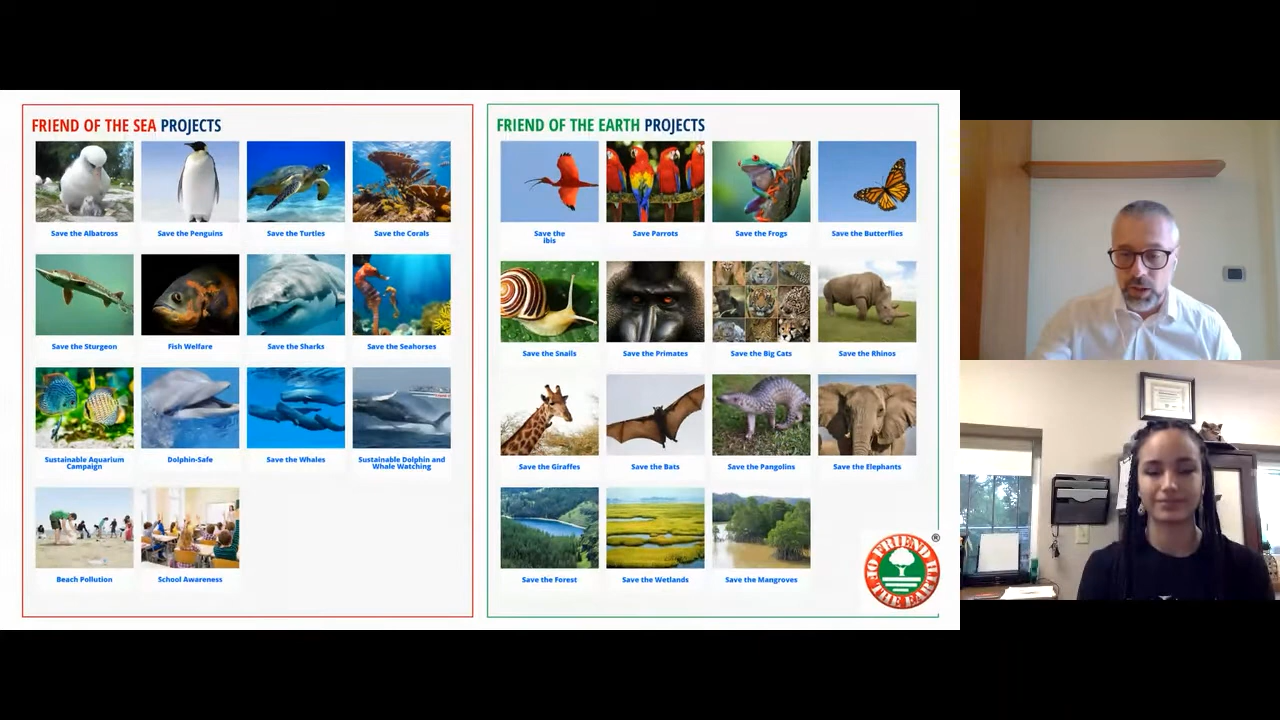 FRIEND OF THE SEA PROJECTS
Save the Albatross
Save the Penguins
Save the Turtles
Save the Corals
Save the Sturgeon
Fish Welfare
Save the Sharks
Save the Seahorses
Sustainable Aquarium
Campaign
Dolphin-Safe
Save the Whales
Sustainable Dolphin and
Whale Watching
Beach Pollution
School Awareness
FRIEND OF THE EARTH PROJECTS
Save the
ibis
Save Parrots
Save the Frogs
Save the Butterflies
Save the Snails
Save the Primates
Save the Big Cats
Save the Rhinos
Save the Giraffes
Save the Bats
Save the Pangolins
Save the Elephants
Save the Forest
Save the Wetlands
Save the Mangroves
FRIEND OF THE EARTH
®